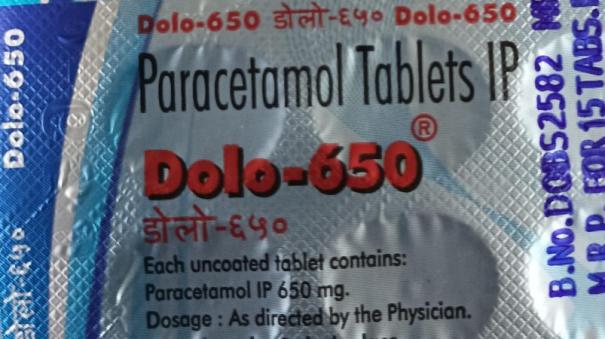 Dolo-650 डोलो-६५० Dolo-650
Paracetamol Tablets IP
Dolo-650®
डोलो-६५०
Each uncoated tablet contains:
Paracetamol IP 650 mg.
Dosage : As directed by the Physician.
Dolo-650
डोलो-६५०
B.No.DOBS2582
M.R.P. FOR 15 TABS.